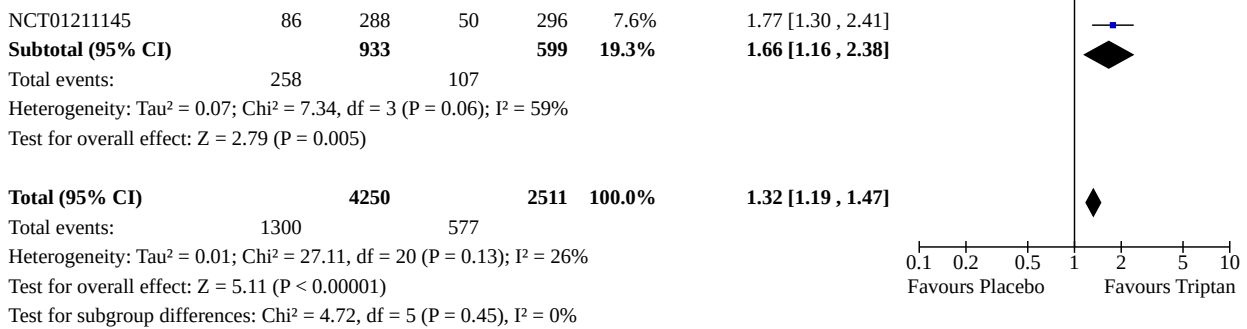 NCT01211145 86 288 50 296 7.6% 1.77 [1.30 , 2.41]
Subtotal (95% CI) 933 599 19.3% 1.66 [1.16 , 2.38]
Total events: 258 107
Heterogeneity: Tau² = 0.07; Chi² = 7.34, df = 3 (P = 0.06); I² = 59%
Test for overall effect: Z = 2.79 (P = 0.005)
Total (95% CI) 4250 2511 100.0% 1.32 [1.19 , 1.47]
Total events: 1300 577
Heterogeneity: Tau² = 0.01; Chi² = 27.11, df = 20 (P = 0.13); I² = 26%
0.1 0.2 0.5 1 2 5 10
Test for overall effect: Z = 5.11 (P < 0.00001)
Favours Placebo Favours Triptan
Test for subgroup differences: Chi² = 4.72, df = 5 (P = 0.45), I² = 0%